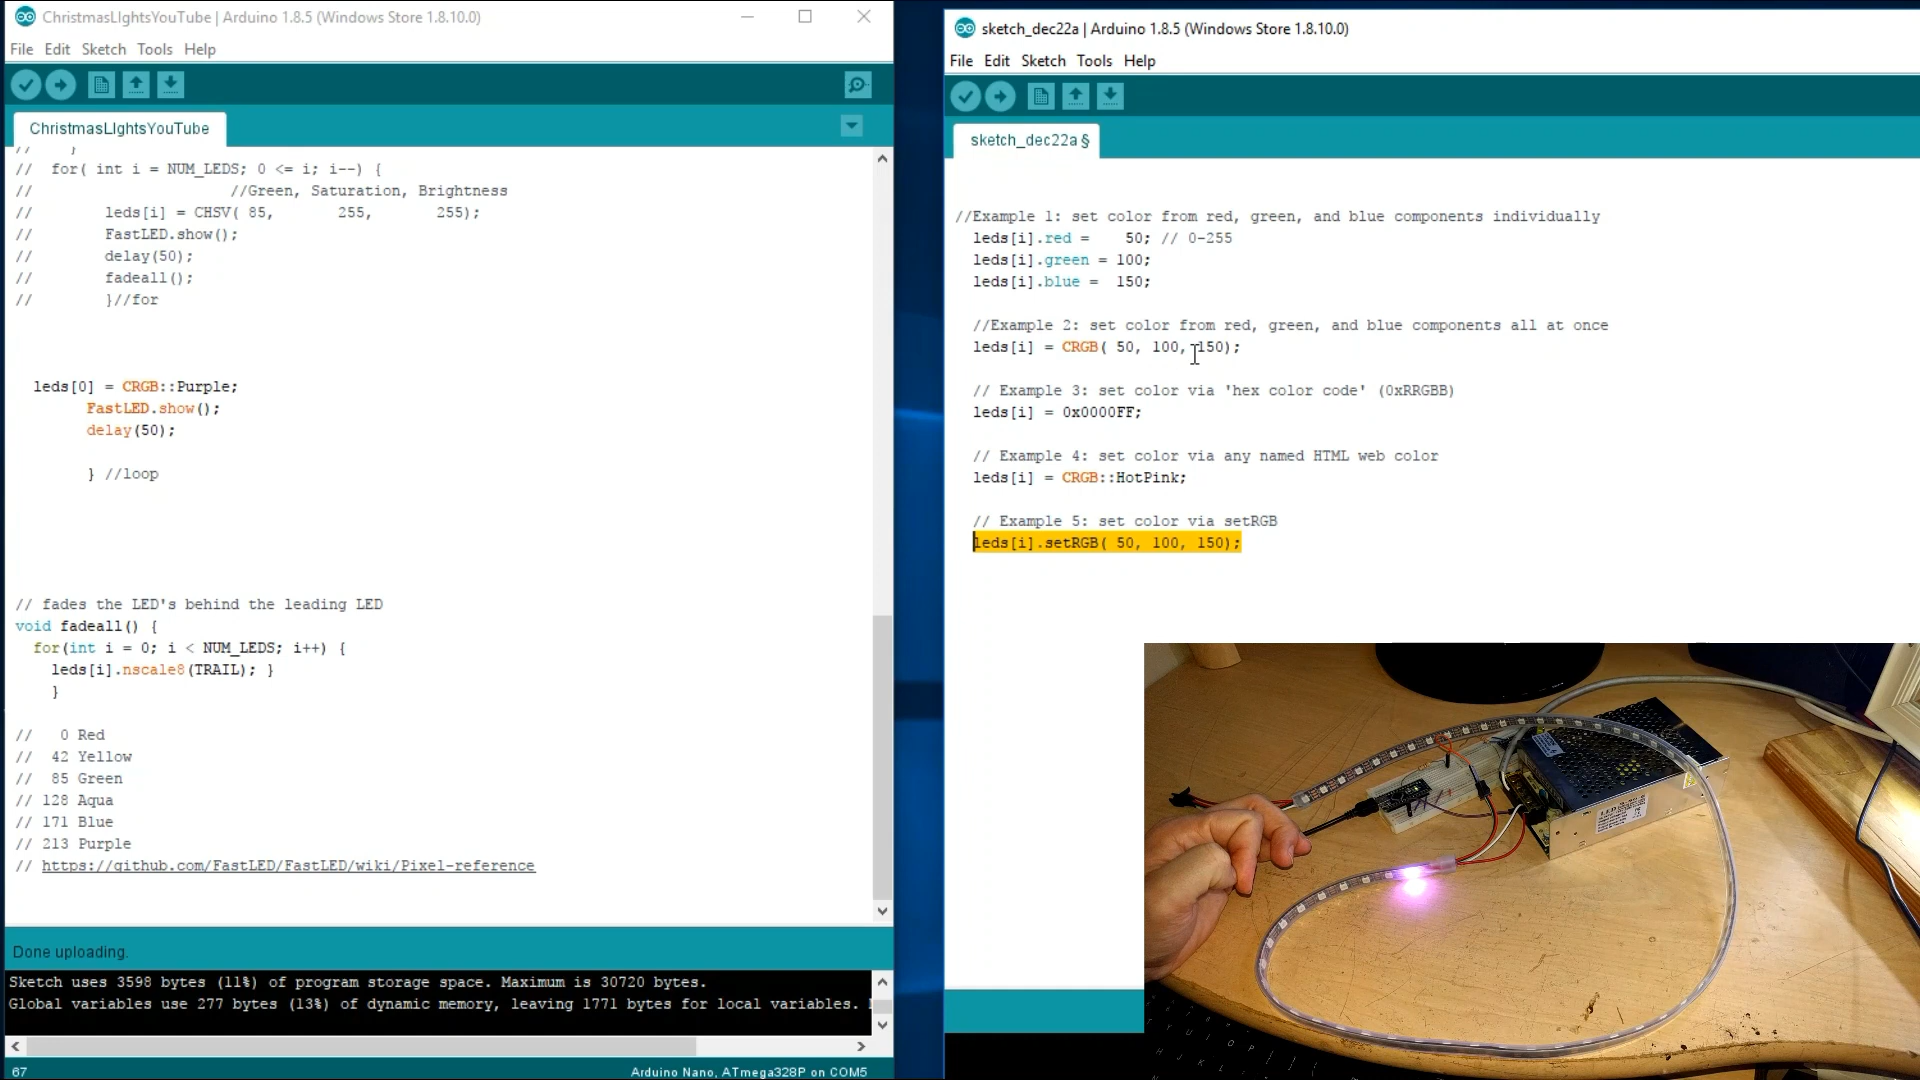 ChristmasLIghtsYouTube | Arduino 1.8.5 (Windows Store 1.8.10.0)
File Edit Sketch Tools Help
ChristmasLIghtsYouTube
// }
// for( int i = NUM_LEDS; 0 <= i; i--) {
// //Green, Saturation, Brightness
// leds[i] = CHSV( 85, 255, 255);
// FastLED.show();
// delay(50);
// fadeall();
// }//for
leds[0] = CRGB::Purple;
FastLED.show();
delay(50);
} //loop
// fades the LED's behind the leading LED
void fadeall() {
for(int i = 0; i < NUM_LEDS; i++) {
leds[i].nscale8(TRAIL); }
}
// 0 Red
// 42 Yellow
// 85 Green
// 128 Aqua
// 171 Blue
// 213 Purple
// https://github.com/FastLED/FastLED/wiki/Pixel-reference
Done uploading.
Sketch uses 3598 bytes (11%) of program storage space. Maximum is 30720 bytes.
Global variables use 277 bytes (13%) of dynamic memory, leaving 1771 bytes for local variables.
67
Arduino Nano, ATmega328P on COM5
sketch_dec22a | Arduino 1.8.5 (Windows Store 1.8.10.0)
File Edit Sketch Tools Help
sketch_dec22a §
//Example 1: set color from red, green, and blue components individually
leds[i].red = 50; // 0-255
leds[i].green = 100;
leds[i].blue = 150;
//Example 2: set color from red, green, and blue components all at once
leds[i] = CRGB( 50, 100, 150);
// Example 3: set color via 'hex color code' (0xRRGGBB)
leds[i] = 0x0000FF;
// Example 4: set color via any named HTML web color
leds[i] = CRGB::HotPink;
// Example 5: set color via setRGB
leds[i].setRGB( 50, 100, 150);